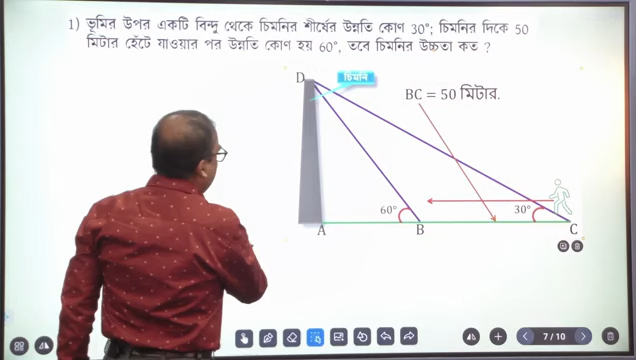 1) ভূমির উপর একটি বিন্দু থেকে চিমনির শীর্ষের উন্নতি কোণ 30°; চিমনির দিকে 50
মিটার হেঁটে যাওয়ার পর উন্নতি কোণ হয় 60°, তবে চিমনির উচ্চতা কত ?
D
চিমনি
BC = 50 মিটার.
60°
30°
A
B
C
7 / 10